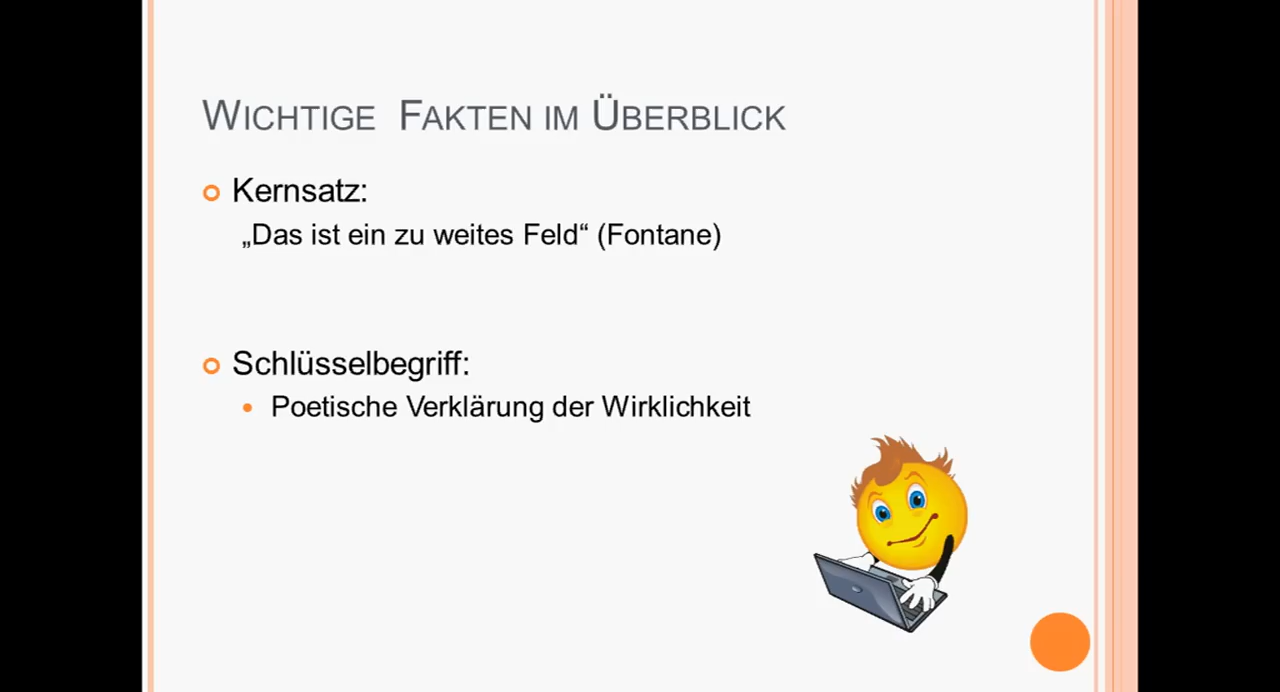 WICHTIGE FAKTEN IM ÜBERBLICK
Kernsatz:
„Das ist ein zu weites Feld“ (Fontane)
Schlüsselbegriff:
Poetische Verklärung der Wirklichkeit